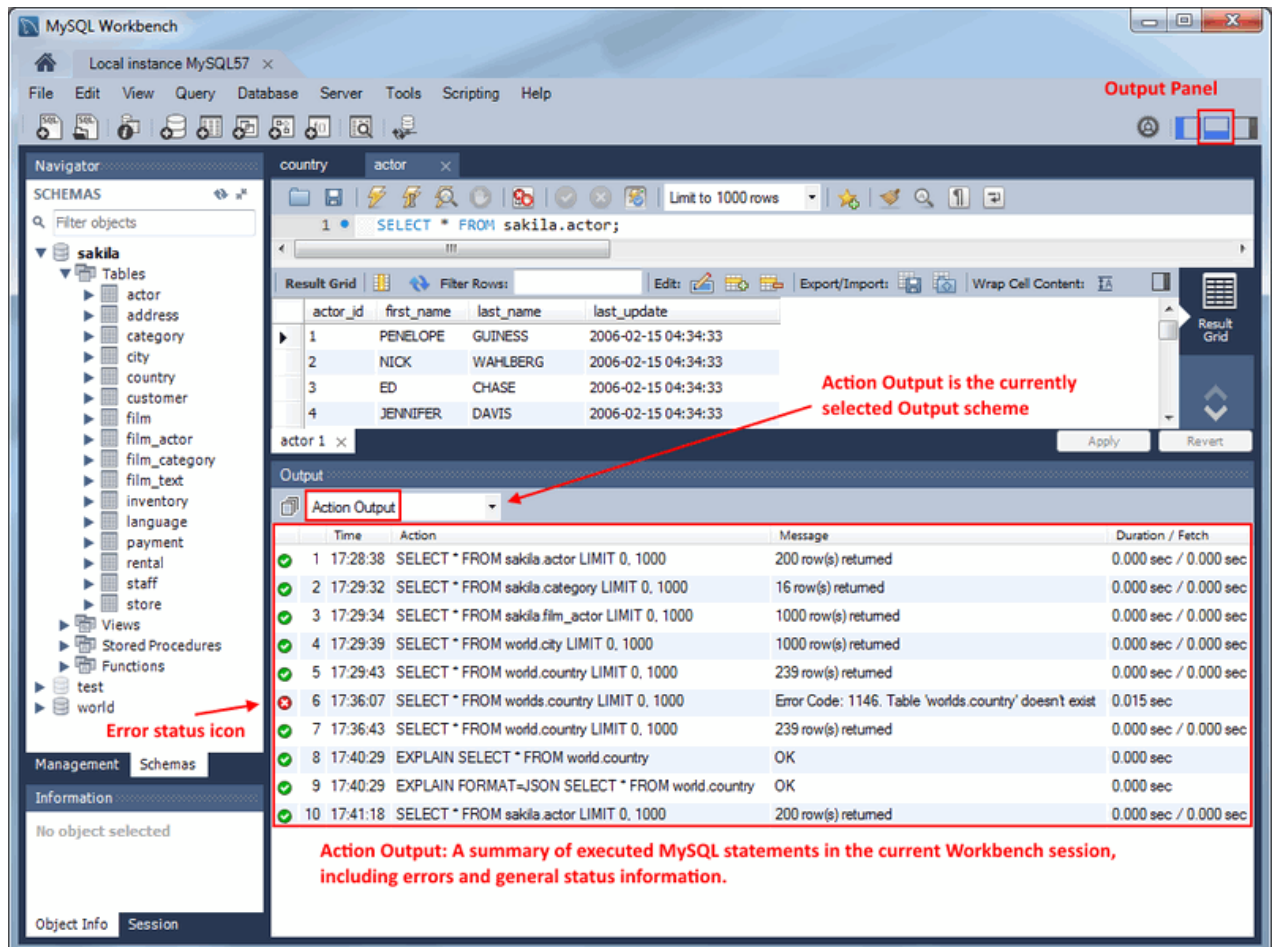 MySQL Workbench
Local instance MySQL57
File Edit View Query Database Server Tools Scripting Help
Output Panel
Navigator
SCHEMAS
Filter objects
sakila
Tables
actor
address
category
city
country
customer
film
film_actor
film_category
film_text
inventory
language
payment
rental
staff
store
Views
Stored Procedures
Functions
test
world
Error status icon
Management Schemas
Information
No object selected
Object Info Session
country actor
Limit to 1000 rows
1 SELECT * FROM sakila.actor;
Result Grid Filter Rows: Edit: Export/Import: Wrap Cell Content:
Result
Grid
actor_id first_name last_name last_update
1 PENELOPE GUINESS 2006-02-15 04:34:33
2 NICK WAHLBERG 2006-02-15 04:34:33
3 ED CHASE 2006-02-15 04:34:33
4 JENNIFER DAVIS 2006-02-15 04:34:33
Action Output is the currently
selected Output scheme
actor 1 Apply Revert
Output
Action Output
Time Action Message Duration / Fetch
1 17:28:38 SELECT * FROM sakila.actor LIMIT 0, 1000 200 row(s) returned 0.000 sec / 0.000 sec
2 17:29:32 SELECT * FROM sakila.category LIMIT 0, 1000 16 row(s) returned 0.000 sec / 0.000 sec
3 17:29:34 SELECT * FROM sakila.film_actor LIMIT 0, 1000 1000 row(s) returned 0.000 sec / 0.000 sec
4 17:29:39 SELECT * FROM world.city LIMIT 0, 1000 1000 row(s) returned 0.000 sec / 0.000 sec
5 17:29:43 SELECT * FROM world.country LIMIT 0, 1000 239 row(s) returned 0.000 sec / 0.000 sec
6 17:36:07 SELECT * FROM worlds.country LIMIT 0, 1000 Error Code: 1146. Table 'worlds.country' doesn't exist 0.015 sec
7 17:36:43 SELECT * FROM world.country LIMIT 0, 1000 239 row(s) returned 0.000 sec / 0.000 sec
8 17:40:29 EXPLAIN SELECT * FROM world.country OK 0.000 sec
9 17:40:29 EXPLAIN FORMAT=JSON SELECT * FROM world.country OK 0.000 sec
10 17:41:18 SELECT * FROM sakila.actor LIMIT 0, 1000 200 row(s) returned 0.000 sec / 0.000 sec
Action Output: A summary of executed MySQL statements in the current Workbench session,
including errors and general status information.